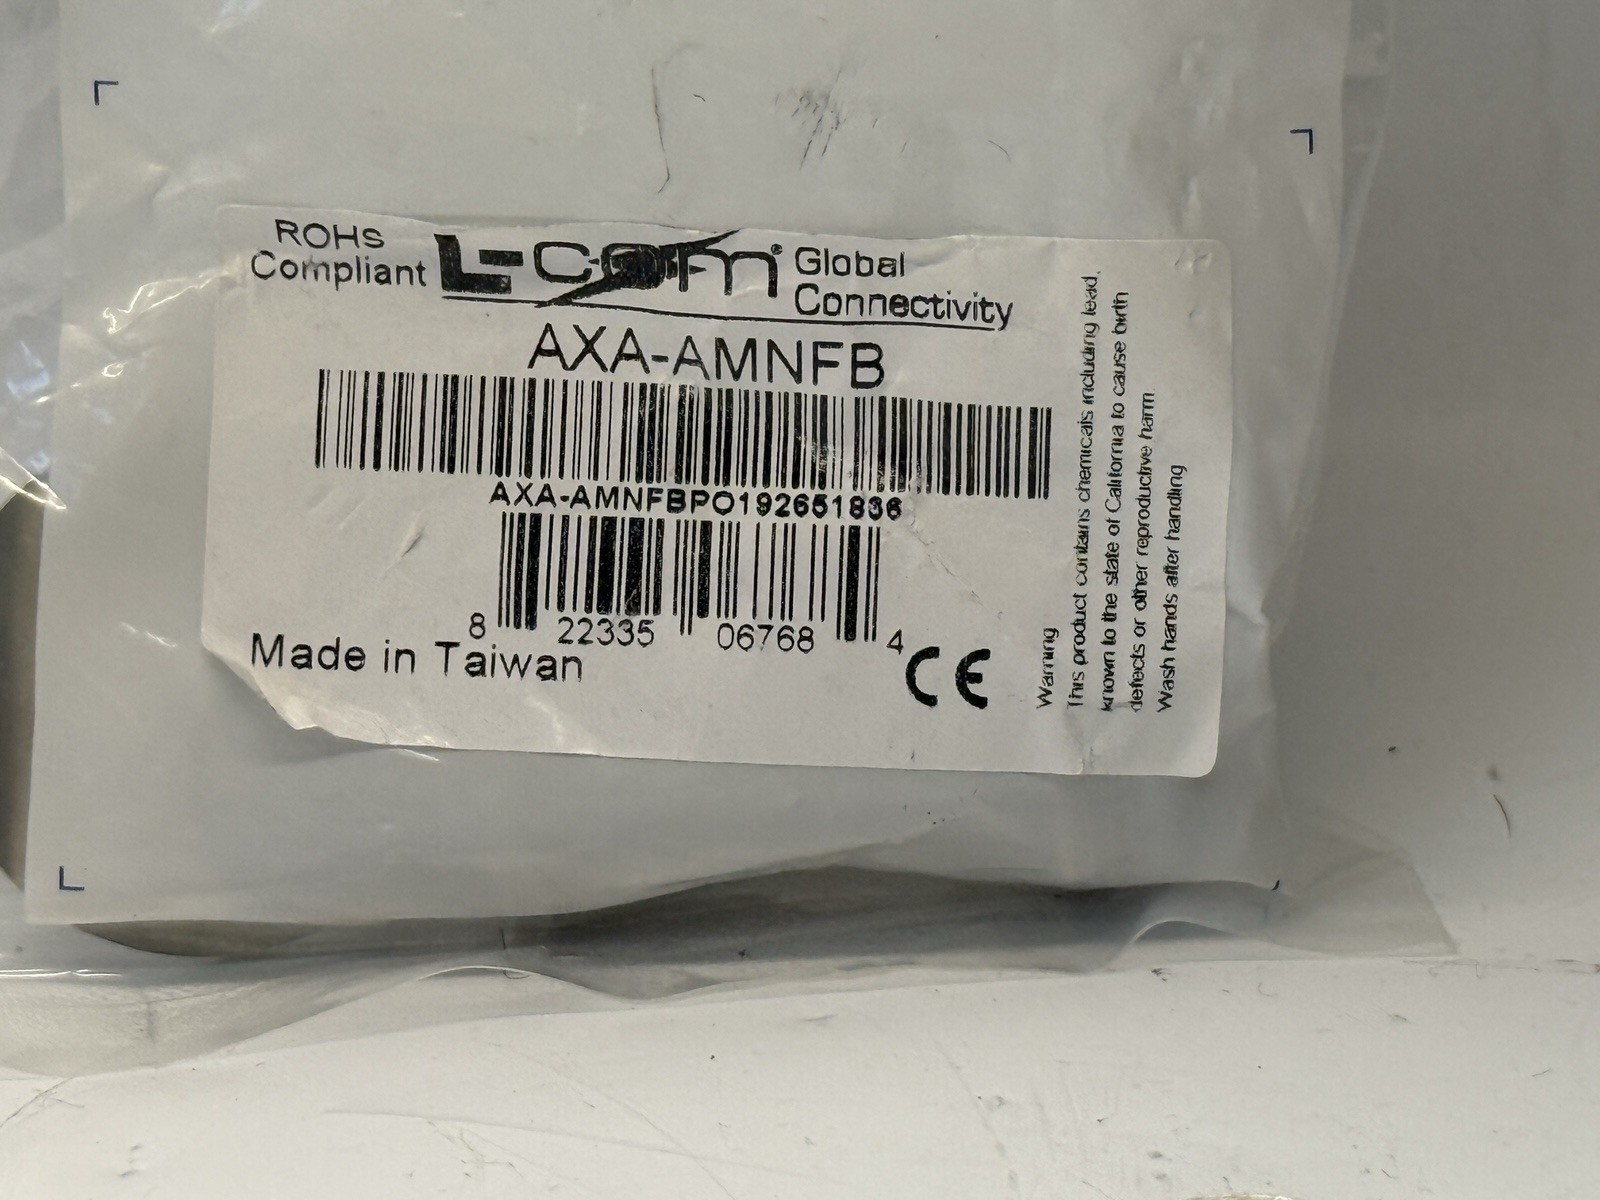 ROHS
Compliant
L-com® Global
Connectivity
AXA-AMNFB
AXA-AMNFBPO192651836
8 22335 06768 4
Made in Taiwan
CE
Warning
This product contains chemicals including lead,
known to the state of California to cause birth
defects or other reproductive harm
Wash hands after handling